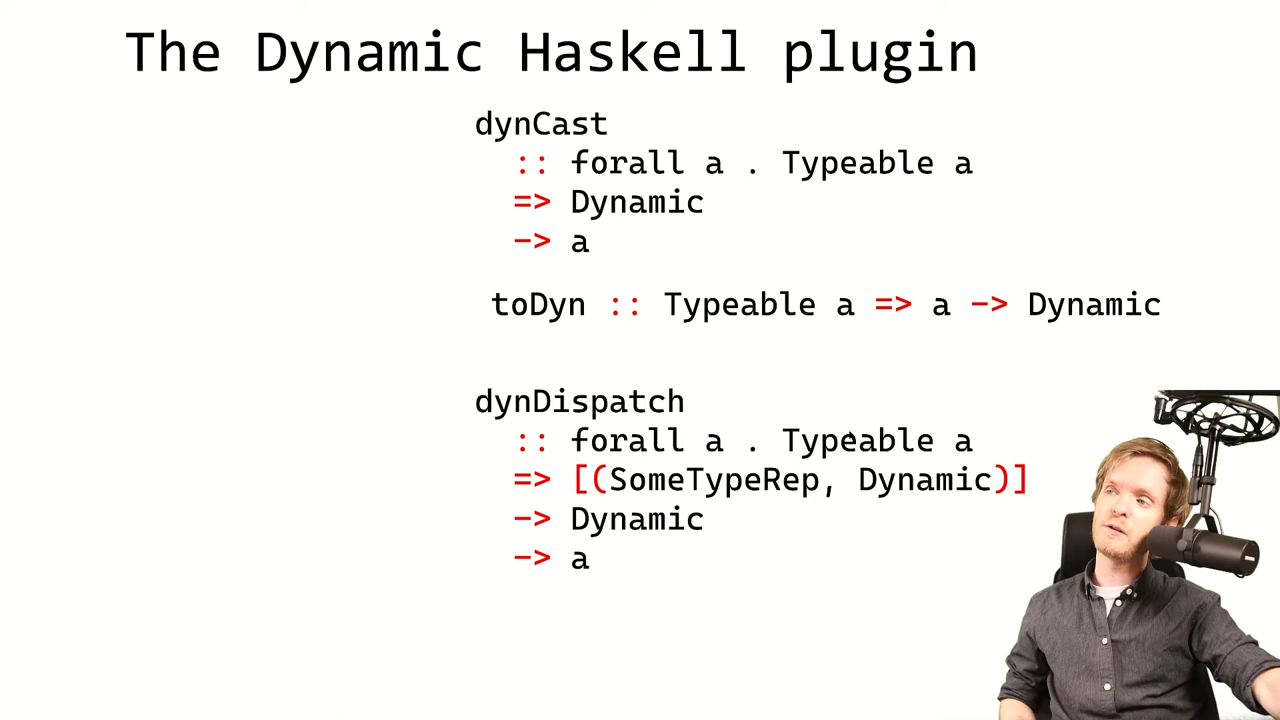 The Dynamic Haskell plugin
dynCast
:: forall a . Typeable a
=> Dynamic
-> a
toDyn :: Typeable a => a -> Dynamic
dynDispatch
:: forall a . Typeable a
=> [(SomeTypeRep, Dynamic)]
-> Dynamic
-> a